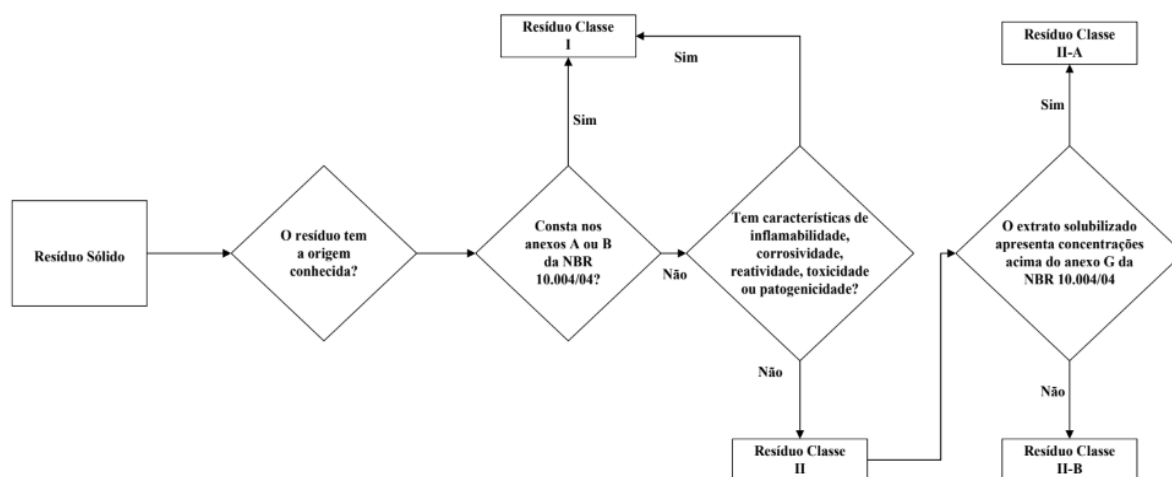 Resíduo Sólido
O resíduo tem
a origem
conhecida?
Consta nos
anexos A ou B
da NBR
10.004/04?
Sim
Resíduo Classe
I
Não
Tem características de
inflamabilidade,
corrosividade,
reatividade, toxicidade
ou patogenicidade?
Sim
Não
Resíduo Classe
II
O extrato solubilizado
apresenta concentrações
acima do anexo G da
NBR 10.004/04
Sim
Resíduo Classe
II-A
Não
Resíduo Classe
II-B